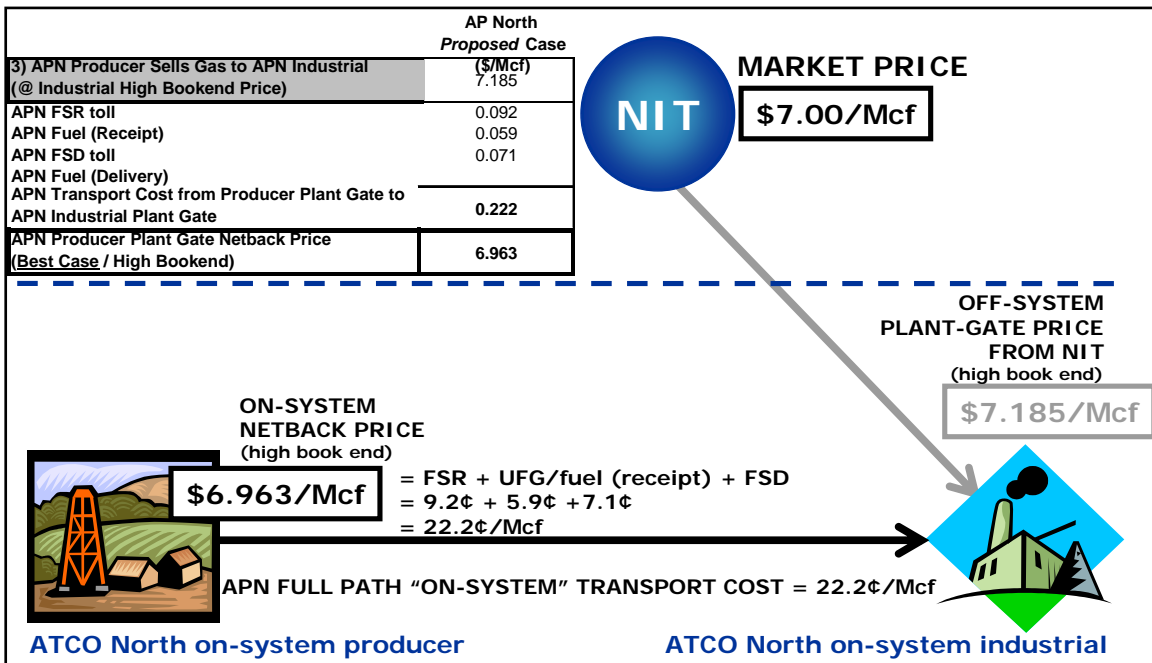 AP North
Proposed Case
($/Mcf)
3) APN Producer Sells Gas to APN Industrial
(@ Industrial High Bookend Price)
7.185
APN FSR toll 0.092
APN Fuel (Receipt) 0.059
APN FSD toll 0.071
APN Fuel (Delivery)
APN Transport Cost from Producer Plant Gate to
APN Industrial Plant Gate
0.222
APN Producer Plant Gate Netback Price
(Best Case / High Bookend)
6.963
NIT
MARKET PRICE
$7.00/Mcf
OFF-SYSTEM
PLANT-GATE PRICE
FROM NIT
(high book end)
$7.185/Mcf
ON-SYSTEM
NETBACK PRICE
(high book end)
$6.963/Mcf
= FSR + UFG/fuel (receipt) + FSD
= 9.2¢ + 5.9¢ +7.1¢
= 22.2¢/Mcf
APN FULL PATH “ON-SYSTEM” TRANSPORT COST = 22.2¢/Mcf
ATCO North on-system producer
ATCO North on-system industrial